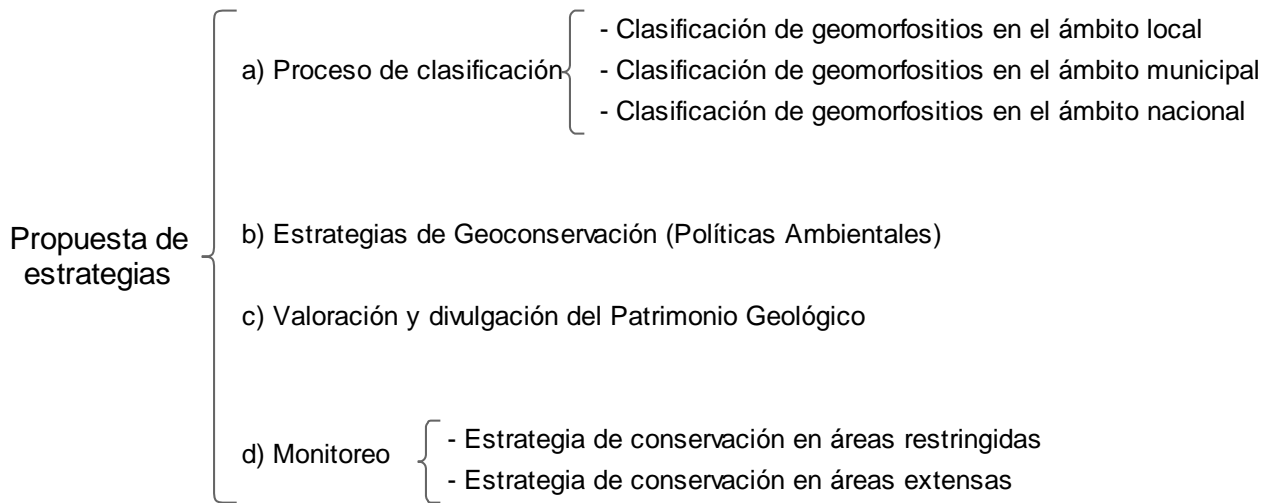 Propuesta de
estrategias
a) Proceso de clasificación
- Clasificación de geomorfositios en el ámbito local
- Clasificación de geomorfositios en el ámbito municipal
- Clasificación de geomorfositios en el ámbito nacional
b) Estrategias de Geoconservación (Políticas Ambientales)
c) Valoración y divulgación del Patrimonio Geológico
d) Monitoreo
- Estrategia de conservación en áreas restringidas
- Estrategia de conservación en áreas extensas